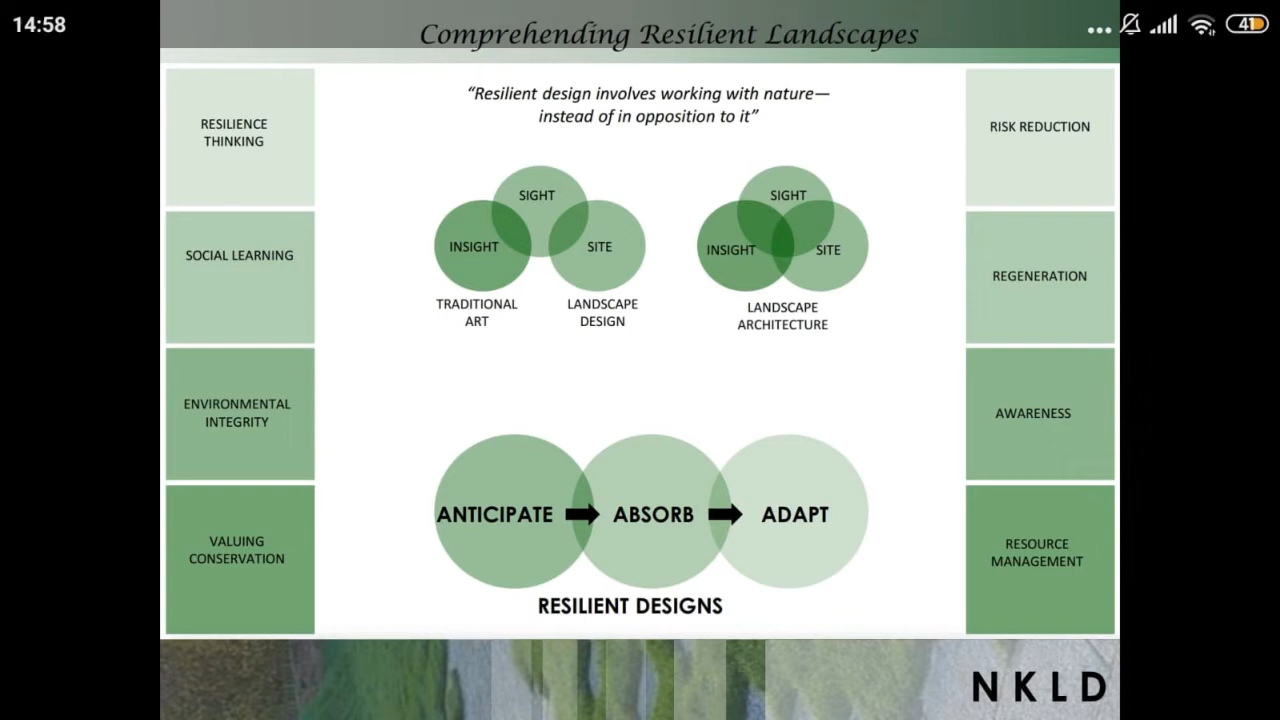 14:58
Comprehending Resilient Landscapes
41
“Resilient design involves working with nature—
instead of in opposition to it”
RESILIENCE
THINKING
SOCIAL LEARNING
ENVIRONMENTAL
INTEGRITY
VALUING
CONSERVATION
SIGHT
INSIGHT
SITE
TRADITIONAL
ART
LANDSCAPE
DESIGN
SIGHT
INSIGHT
SITE
LANDSCAPE
ARCHITECTURE
ANTICIPATE
ABSORB
ADAPT
RESILIENT DESIGNS
RISK REDUCTION
REGENERATION
AWARENESS
RESOURCE
MANAGEMENT
NKLD